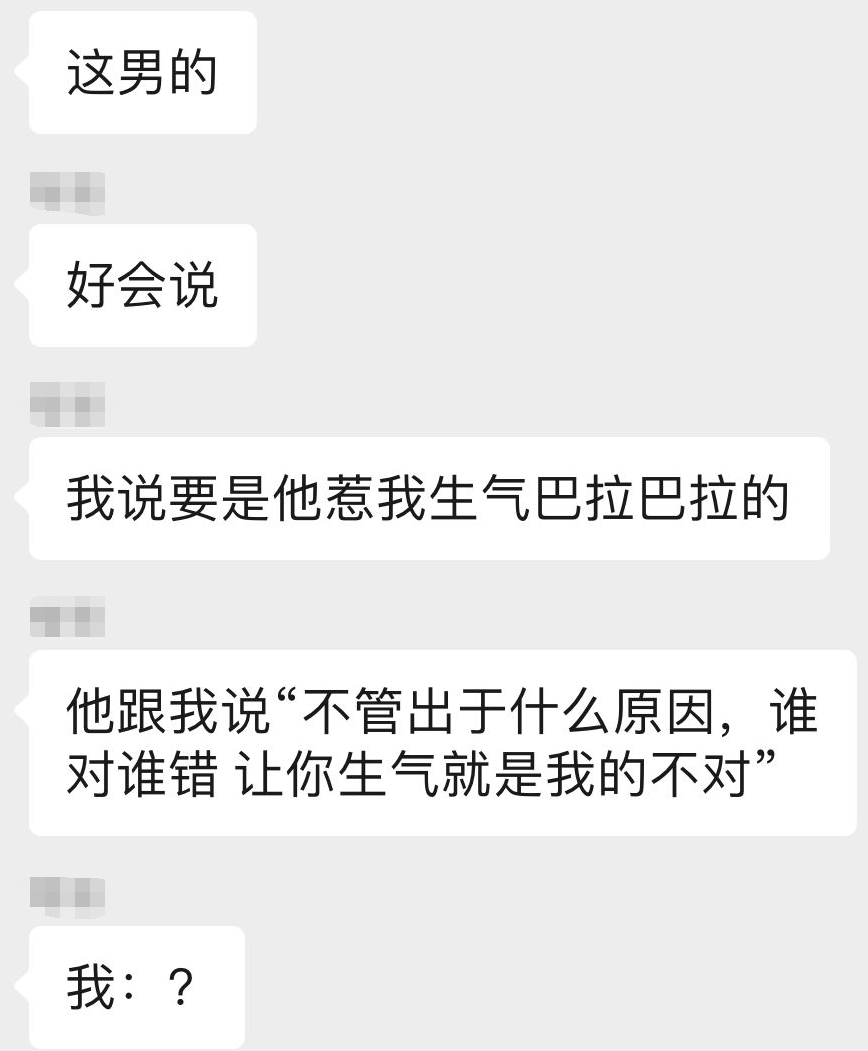 这男的
好会说
我说要是他惹我生气巴拉巴拉的
他跟我说“不管出于什么原因，谁
对谁错 让你生气就是我的不对”
我：？